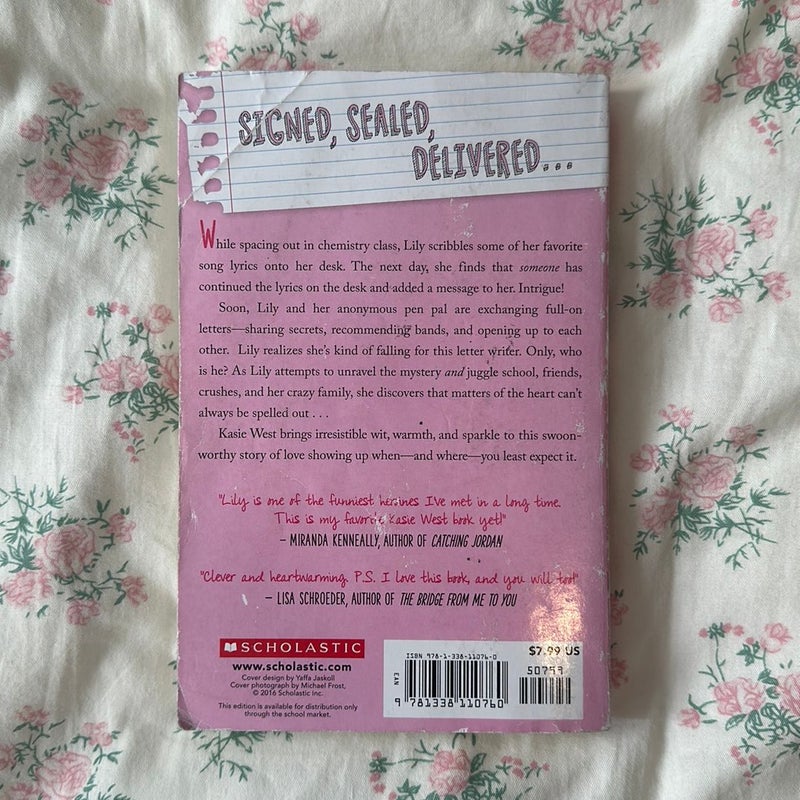 SIGNED, SEALED,
DELIVERED...
While spacing out in chemistry class, Lily scribbles some of her favorite
song lyrics onto her desk. The next day, she finds that someone has
continued the lyrics on the desk and added a message to her. Intrigue!
Soon, Lily and her anonymous pen pal are exchanging full-on
letters—sharing secrets, recommending bands, and opening up to each
other. Lily realizes she's kind of falling for this letter writer. Only, who
is he? As Lily attempts to unravel the mystery and juggle school, friends,
crushes, and her crazy family, she discovers that matters of the heart can't
always be spelled out . . .
Kasie West brings irresistible wit, warmth, and sparkle to this swoon-
worthy story of love showing up when—and where—you least expect it.
"Lily is one of the funniest heroines I've met in a long time.
This is my favorite Kasie West book yet!"
– MIRANDA KENNEALLY, AUTHOR OF CATCHING JORDAN
"Clever and heartwarming. P.S. I love this book, and you will too!"
– LISA SCHROEDER, AUTHOR OF THE BRIDGE FROM ME TO YOU
SCHOLASTIC
www.scholastic.com
Cover design by Yaffa Jaskoll
Cover photograph by Michael Frost,
© 2016 Scholastic Inc.
This edition is available for distribution only
through the school market.
ISBN 978-1-338-11076-0
$7.99 US
50799
EAN
9 781338 110760